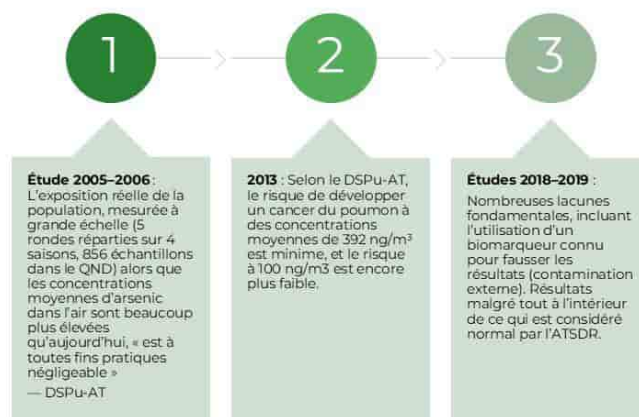 1
2
3
Étude 2005–2006 :
L'exposition réelle de la
population, mesurée à
grande échelle (5
rondes réparties sur 4
saisons, 856 échantillons
dans le QND) alors que
les concentrations
moyennes d'arsenic
dans l'air sont beaucoup
plus élevées
qu'aujourd'hui, « est à
toutes fins pratiques
négligeable »
— DSPu-AT
2013 : Selon le DSPu-AT,
le risque de développer
un cancer du poumon à
des concentrations
moyennes de 392 ng/m³
est minime, et le risque
à 100 ng/m3 est encore
plus faible.
Études 2018–2019 :
Nombreuses lacunes
fondamentales, incluant
l'utilisation d'un
biomarqueur connu
pour fausser les
résultats (contamination
externe). Résultats
malgré tout à l'intérieur
de ce qui est considéré
normal par l'ATSDR.